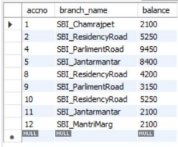 accno branch_name balance
1 SBI_Chamrajpet 2100
2 SBI_ResidencyRoad 5250
4 SBI_ParlimentRoad 9450
5 SBI_Jantarmantar 8400
8 SBI_ResidencyRoad 4200
9 SBI_ParlimentRoad 3150
10 SBI_ResidencyRoad 5250
11 SBI_Jantarmantar 2100
12 SBI_MantriMarg 2100
NULL NULL NULL